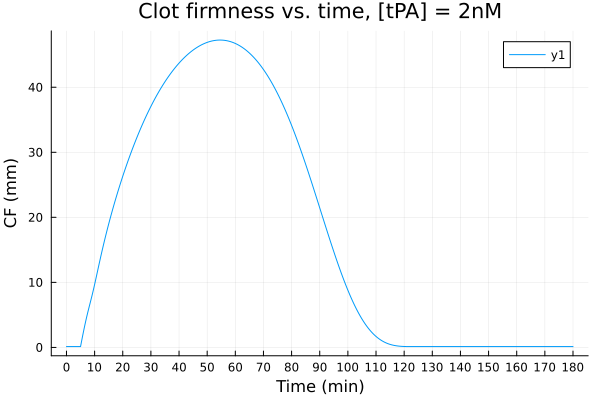 Clot firmness vs. time, [tPA] = 2nM
y1
CF (mm)
40
30
20
10
0
0 10 20 30 40 50 60 70 80 90 100 110 120 130 140 150 160 170 180
Time (min)